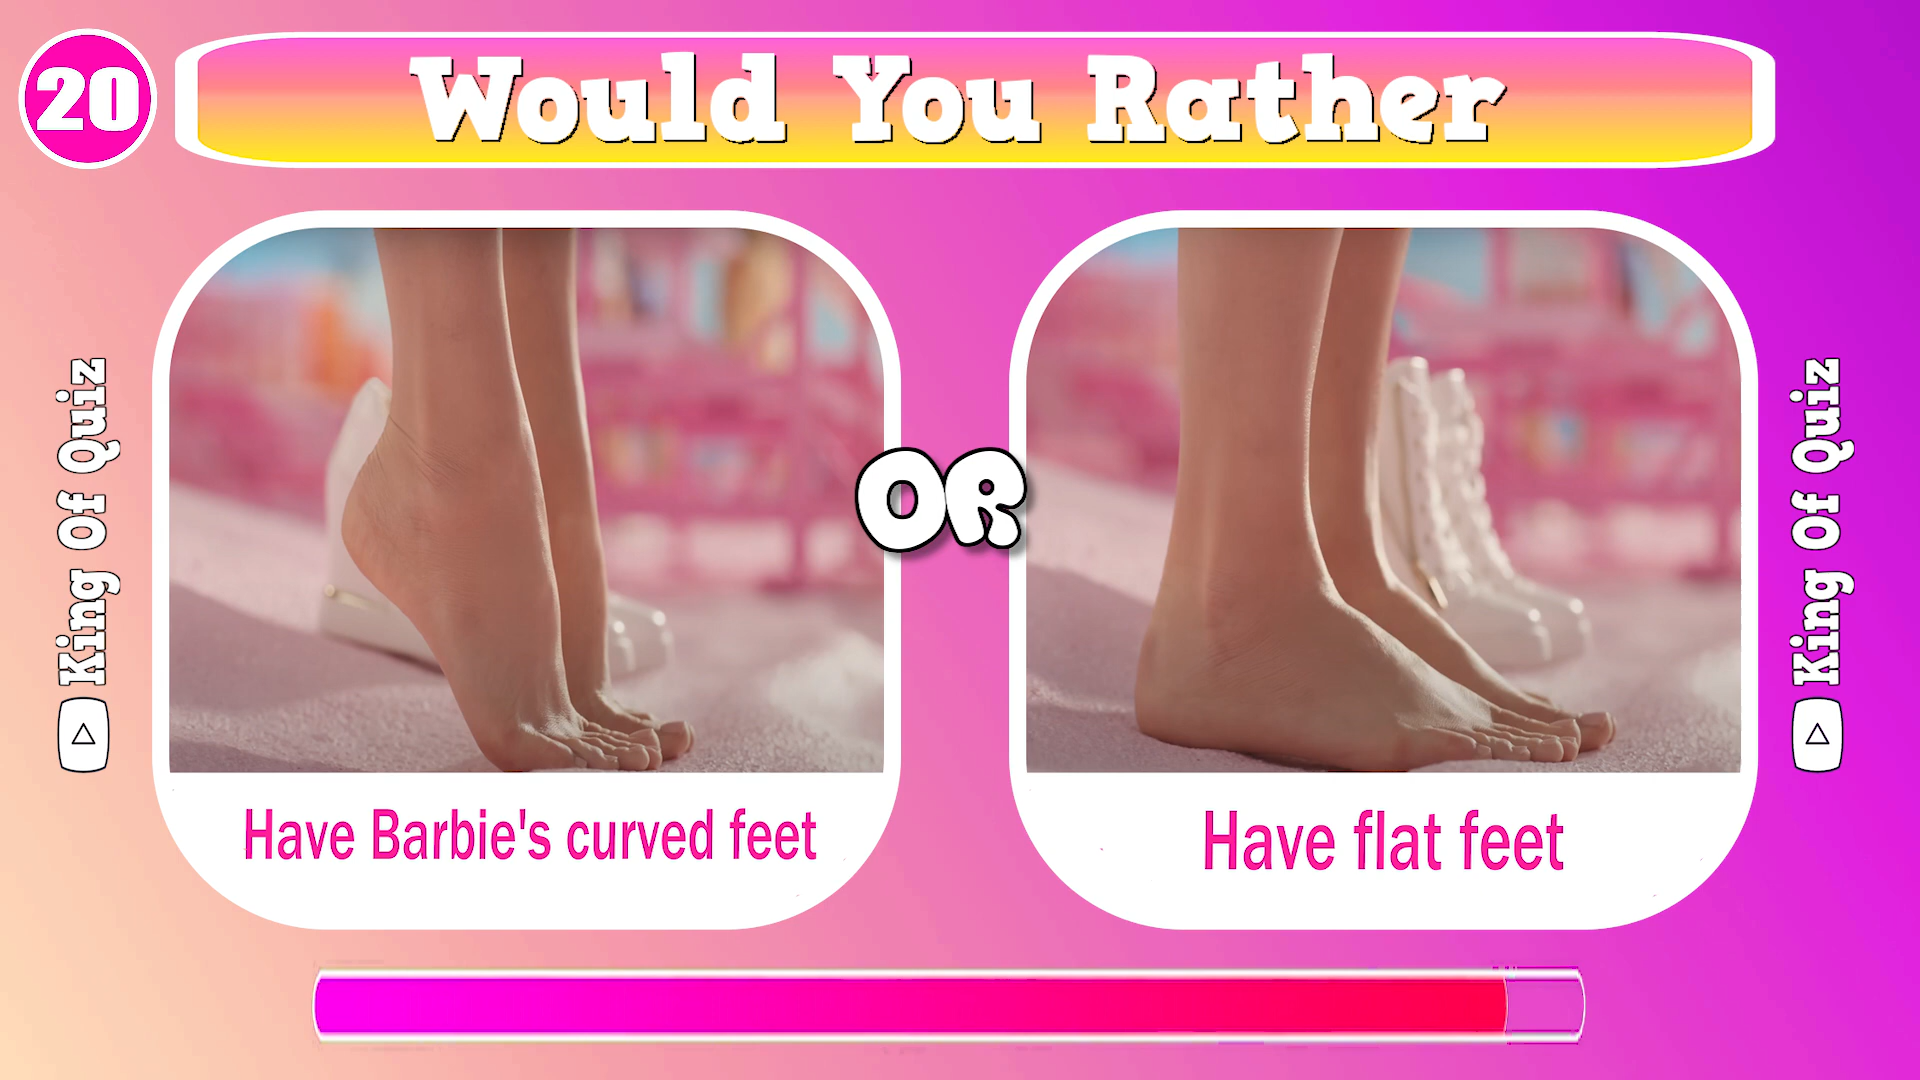 20
Would You Rather
King Of Quiz
OR
King Of Quiz
Have Barbie's curved feet
Have flat feet